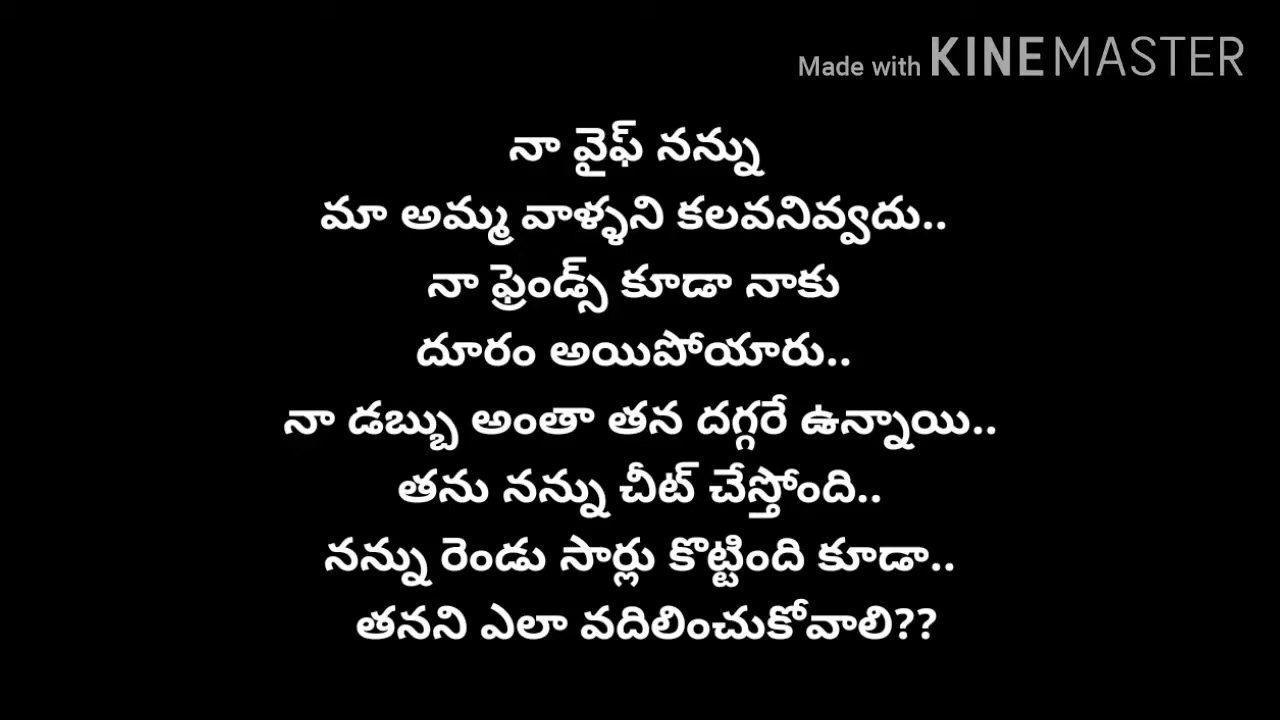 Made with KINEMASTER
నా వైఫ్ నన్ను
మా అమ్మ వాళ్ళని కలవనివ్వదు..
నా ఫ్రెండ్స్ కూడా నాకు
దూరం అయిపోయారు..
నా డబ్బు అంతా తన దగ్గరే ఉన్నాయి..
తను నన్ను చీట్ చేస్తోంది..
నన్ను రెండు సార్లు కొట్టింది కూడా..
తనని ఎలా వదిలించుకోవాలి??